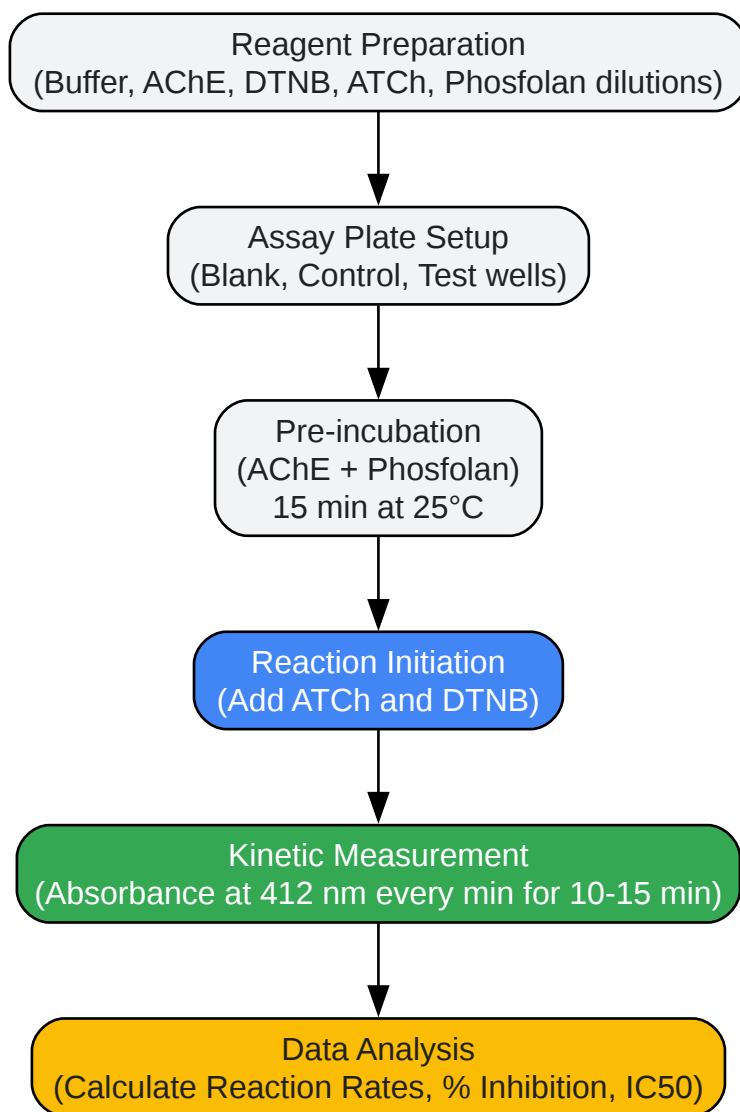 Reagent Preparation
(Buffer, AChE, DTNB, ATCh, Phosfolan dilutions)
Assay Plate Setup
(Blank, Control, Test wells)
Pre-incubation
(AChE + Phosfolan)
15 min at 25°C
Reaction Initiation
(Add ATCh and DTNB)
Kinetic Measurement
(Absorbance at 412 nm every min for 10-15 min)
Data Analysis
(Calculate Reaction Rates, % Inhibition, IC50)